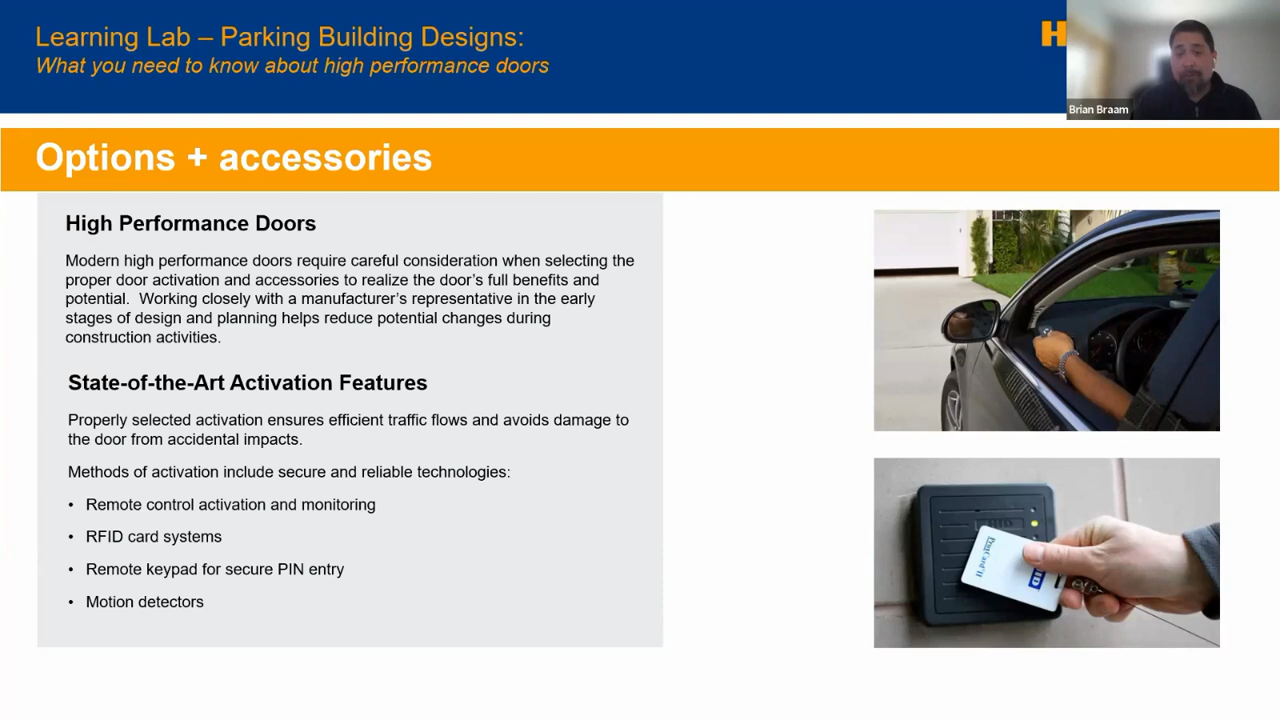 Learning Lab – Parking Building Designs:
What you need to know about high performance doors
H
Brian Braam
Options + accessories
High Performance Doors
Modern high performance doors require careful consideration when selecting the
proper door activation and accessories to realize the door's full benefits and
potential.  Working closely with a manufacturer's representative in the early
stages of design and planning helps reduce potential changes during
construction activities.
State-of-the-Art Activation Features
Properly selected activation ensures efficient traffic flows and avoids damage to
the door from accidental impacts.
Methods of activation include secure and reliable technologies:
• Remote control activation and monitoring
• RFID card systems
• Remote keypad for secure PIN entry
• Motion detectors
HID
ProxCard II